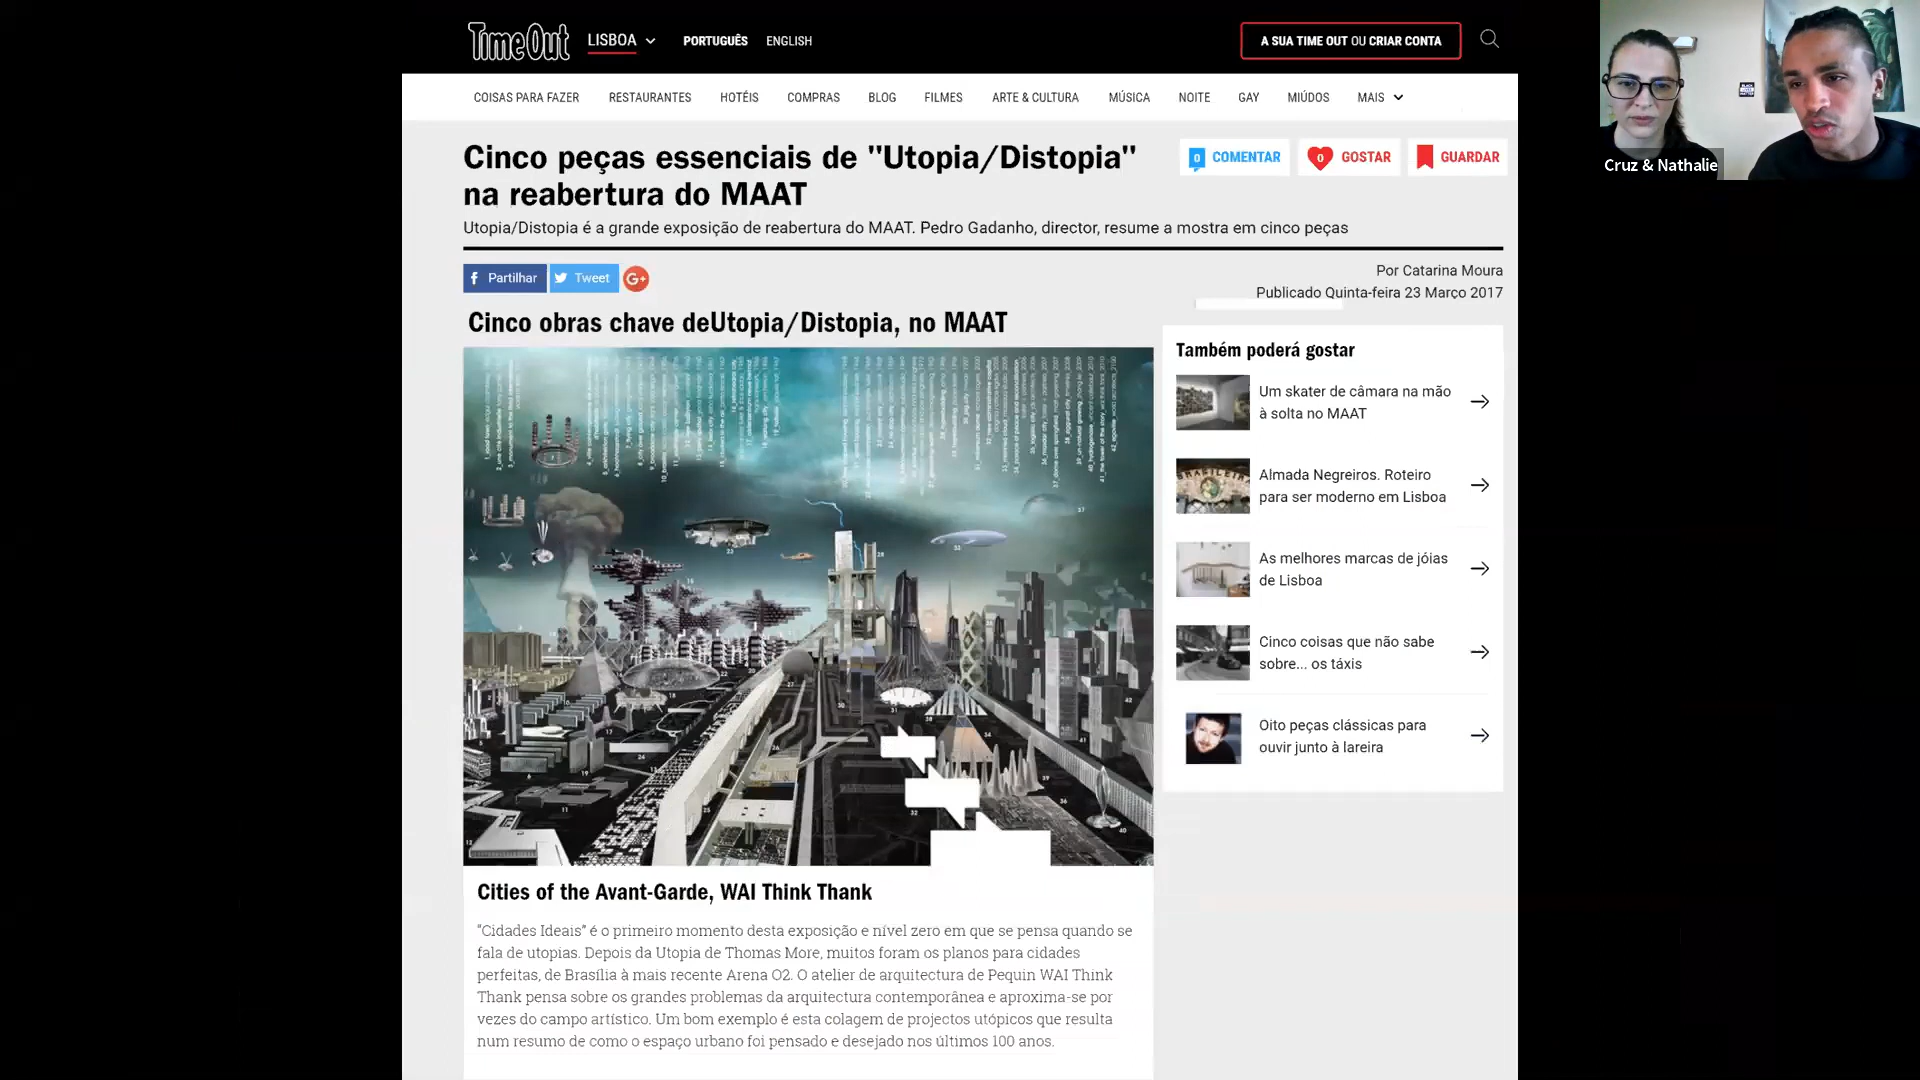 TimeOut
LISBOA
PORTUGUÊS
ENGLISH
A SUA TIME OUT OU CRIAR CONTA
COISAS PARA FAZER
RESTAURANTES
HOTÉIS
COMPRAS
BLOG
FILMES
ARTE & CULTURA
MÚSICA
NOITE
GAY
MIÚDOS
MAIS
Cruz & Nathalie
Cinco peças essenciais de "Utopia/Distopia"
na reabertura do MAAT
0 COMENTAR
0 GOSTAR
GUARDAR
Utopia/Distopia é a grande exposição de reabertura do MAAT. Pedro Gadanho, director, resume a mostra em cinco peças
f Partilhar
Tweet
G+
Por Catarina Moura
Publicado Quinta-feira 23 Março 2017
Cinco obras chave deUtopia/Distopia, no MAAT
Cities of the Avant-Garde, WAI Think Thank
"Cidades Ideais" é o primeiro momento desta exposição e nível zero em que se pensa quando se
fala de utopias. Depois da Utopia de Thomas More, muitos foram os planos para cidades
perfeitas, de Brasília à mais recente Arena O2. O atelier de arquitectura de Pequin WAI Think
Thank pensa sobre os grandes problemas da arquitectura contemporânea e aproxima-se por
vezes do campo artístico. Um bom exemplo é esta colagem de projectos utópicos que resulta
num resumo de como o espaço urbano foi pensado e desejado nos últimos 100 anos.
Também poderá gostar
Um skater de câmara na mão
à solta no MAAT
Almada Negreiros. Roteiro
para ser moderno em Lisboa
As melhores marcas de jóias
de Lisboa
Cinco coisas que não sabe
sobre... os táxis
Oito peças clássicas para
ouvir junto à lareira